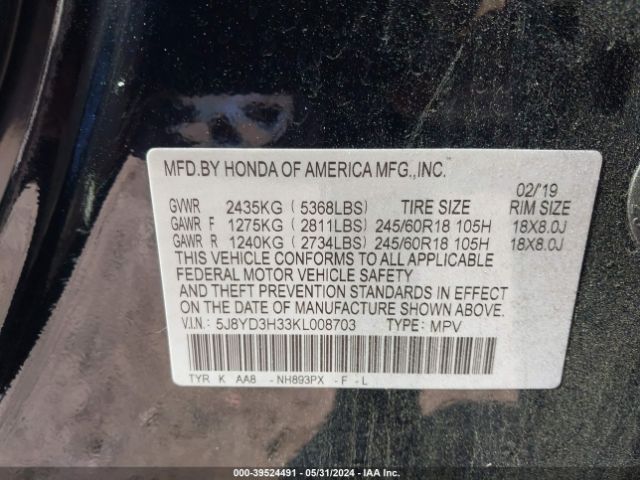 MFD.BY HONDA OF AMERICA MFG.,INC.
02/'19
GVWR 2435KG ( 5368LBS) TIRE SIZE RIM SIZE
GAWR F 1275KG ( 2811LBS) 245/60R18 105H 18X8.0J
GAWR R 1240KG ( 2734LBS) 245/60R18 105H 18X8.0J
THIS VEHICLE CONFORMS TO ALL APPLICABLE
FEDERAL MOTOR VEHICLE SAFETY
AND THEFT PREVENTION STANDARDS IN EFFECT
ON THE DATE OF MANUFACTURE SHOWN ABOVE.
V.I.N.: 5J8YD3H33KL008703 TYPE: MPV
TYR K AA8 - NH893PX - F - L
000-39524491 - 05/31/2024 - IAA Inc.